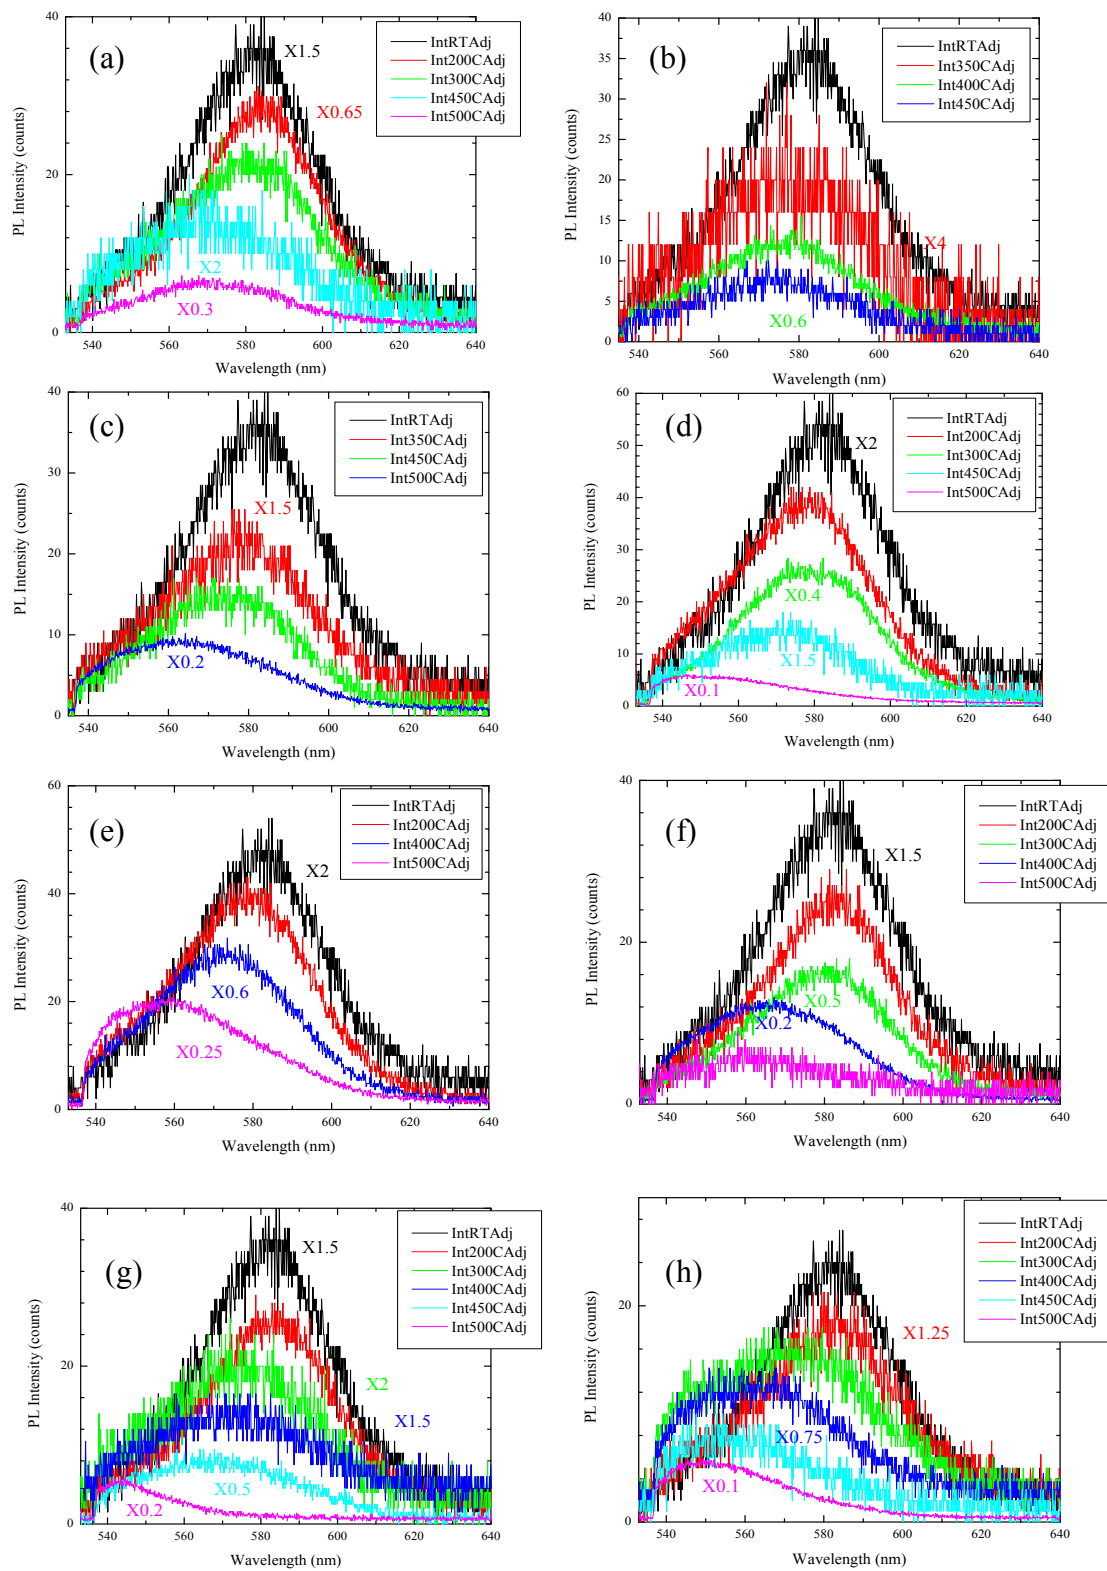 (a)
X1.5
X0.65
X2
X0.3
IntRTAdj
Int200CAdj
Int300CAdj
Int450CAdj
Int500CAdj
40
20
0
540 560 580 600 620 640
PL Intensity (counts)
Wavelength (nm)
(b)
X4
X0.6
IntRTAdj
Int350CAdj
Int400CAdj
Int450CAdj
40
35
30
25
20
15
10
5
0
540 560 580 600 620 640
PL Intensity (counts)
Wavelength (nm)
(c)
X1.5
X0.2
IntRTAdj
Int350CAdj
Int450CAdj
Int500CAdj
40
30
20
10
0
540 560 580 600 620 640
PL Intensity (counts)
Wavelength (nm)
(d)
X2
X0.4
X1.5
X0.1
IntRTAdj
Int200CAdj
Int300CAdj
Int450CAdj
Int500CAdj
60
50
40
30
20
10
0
540 560 580 600 620 640
PL Intensity (counts)
Wavelength (nm)
(e)
X2
X0.6
X0.25
IntRTAdj
Int200CAdj
Int400CAdj
Int500CAdj
60
40
20
0
540 560 580 600 620 640
PL Intensity (counts)
Wavelength (nm)
(f)
X1.5
X0.5
X0.2
IntRTAdj
Int200CAdj
Int300CAdj
Int400CAdj
Int500CAdj
40
20
0
540 560 580 600 620 640
PL Intensity (counts)
Wavelength (nm)
(g)
X1.5
X2
X1.5
X0.5
X0.2
IntRTAdj
Int200CAdj
Int300CAdj
Int400CAdj
Int450CAdj
Int500CAdj
40
20
0
540 560 580 600 620 640
PL Intensity (counts)
Wavelength (nm)
(h)
X1.25
X0.75
X0.1
IntRTAdj
Int200CAdj
Int300CAdj
Int400CAdj
Int450CAdj
Int500CAdj
20
0
540 560 580 600 620 640
PL Intensity (counts)
Wavelength (nm)